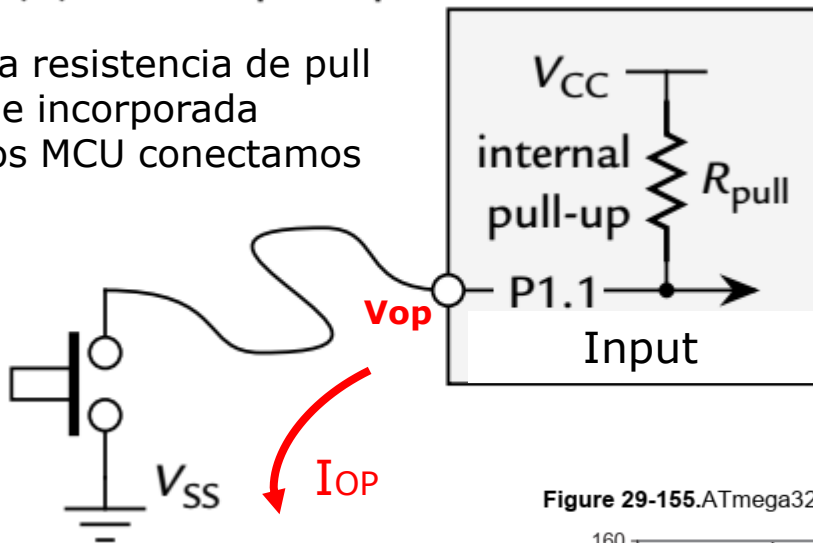 a resistencia de pull
e incorporada
os MCU conectamos
VCC
internal
pull-up
Rpull
P1.1
Vop
Input
VSS
IOP
Figure 29-155.ATmega32
160